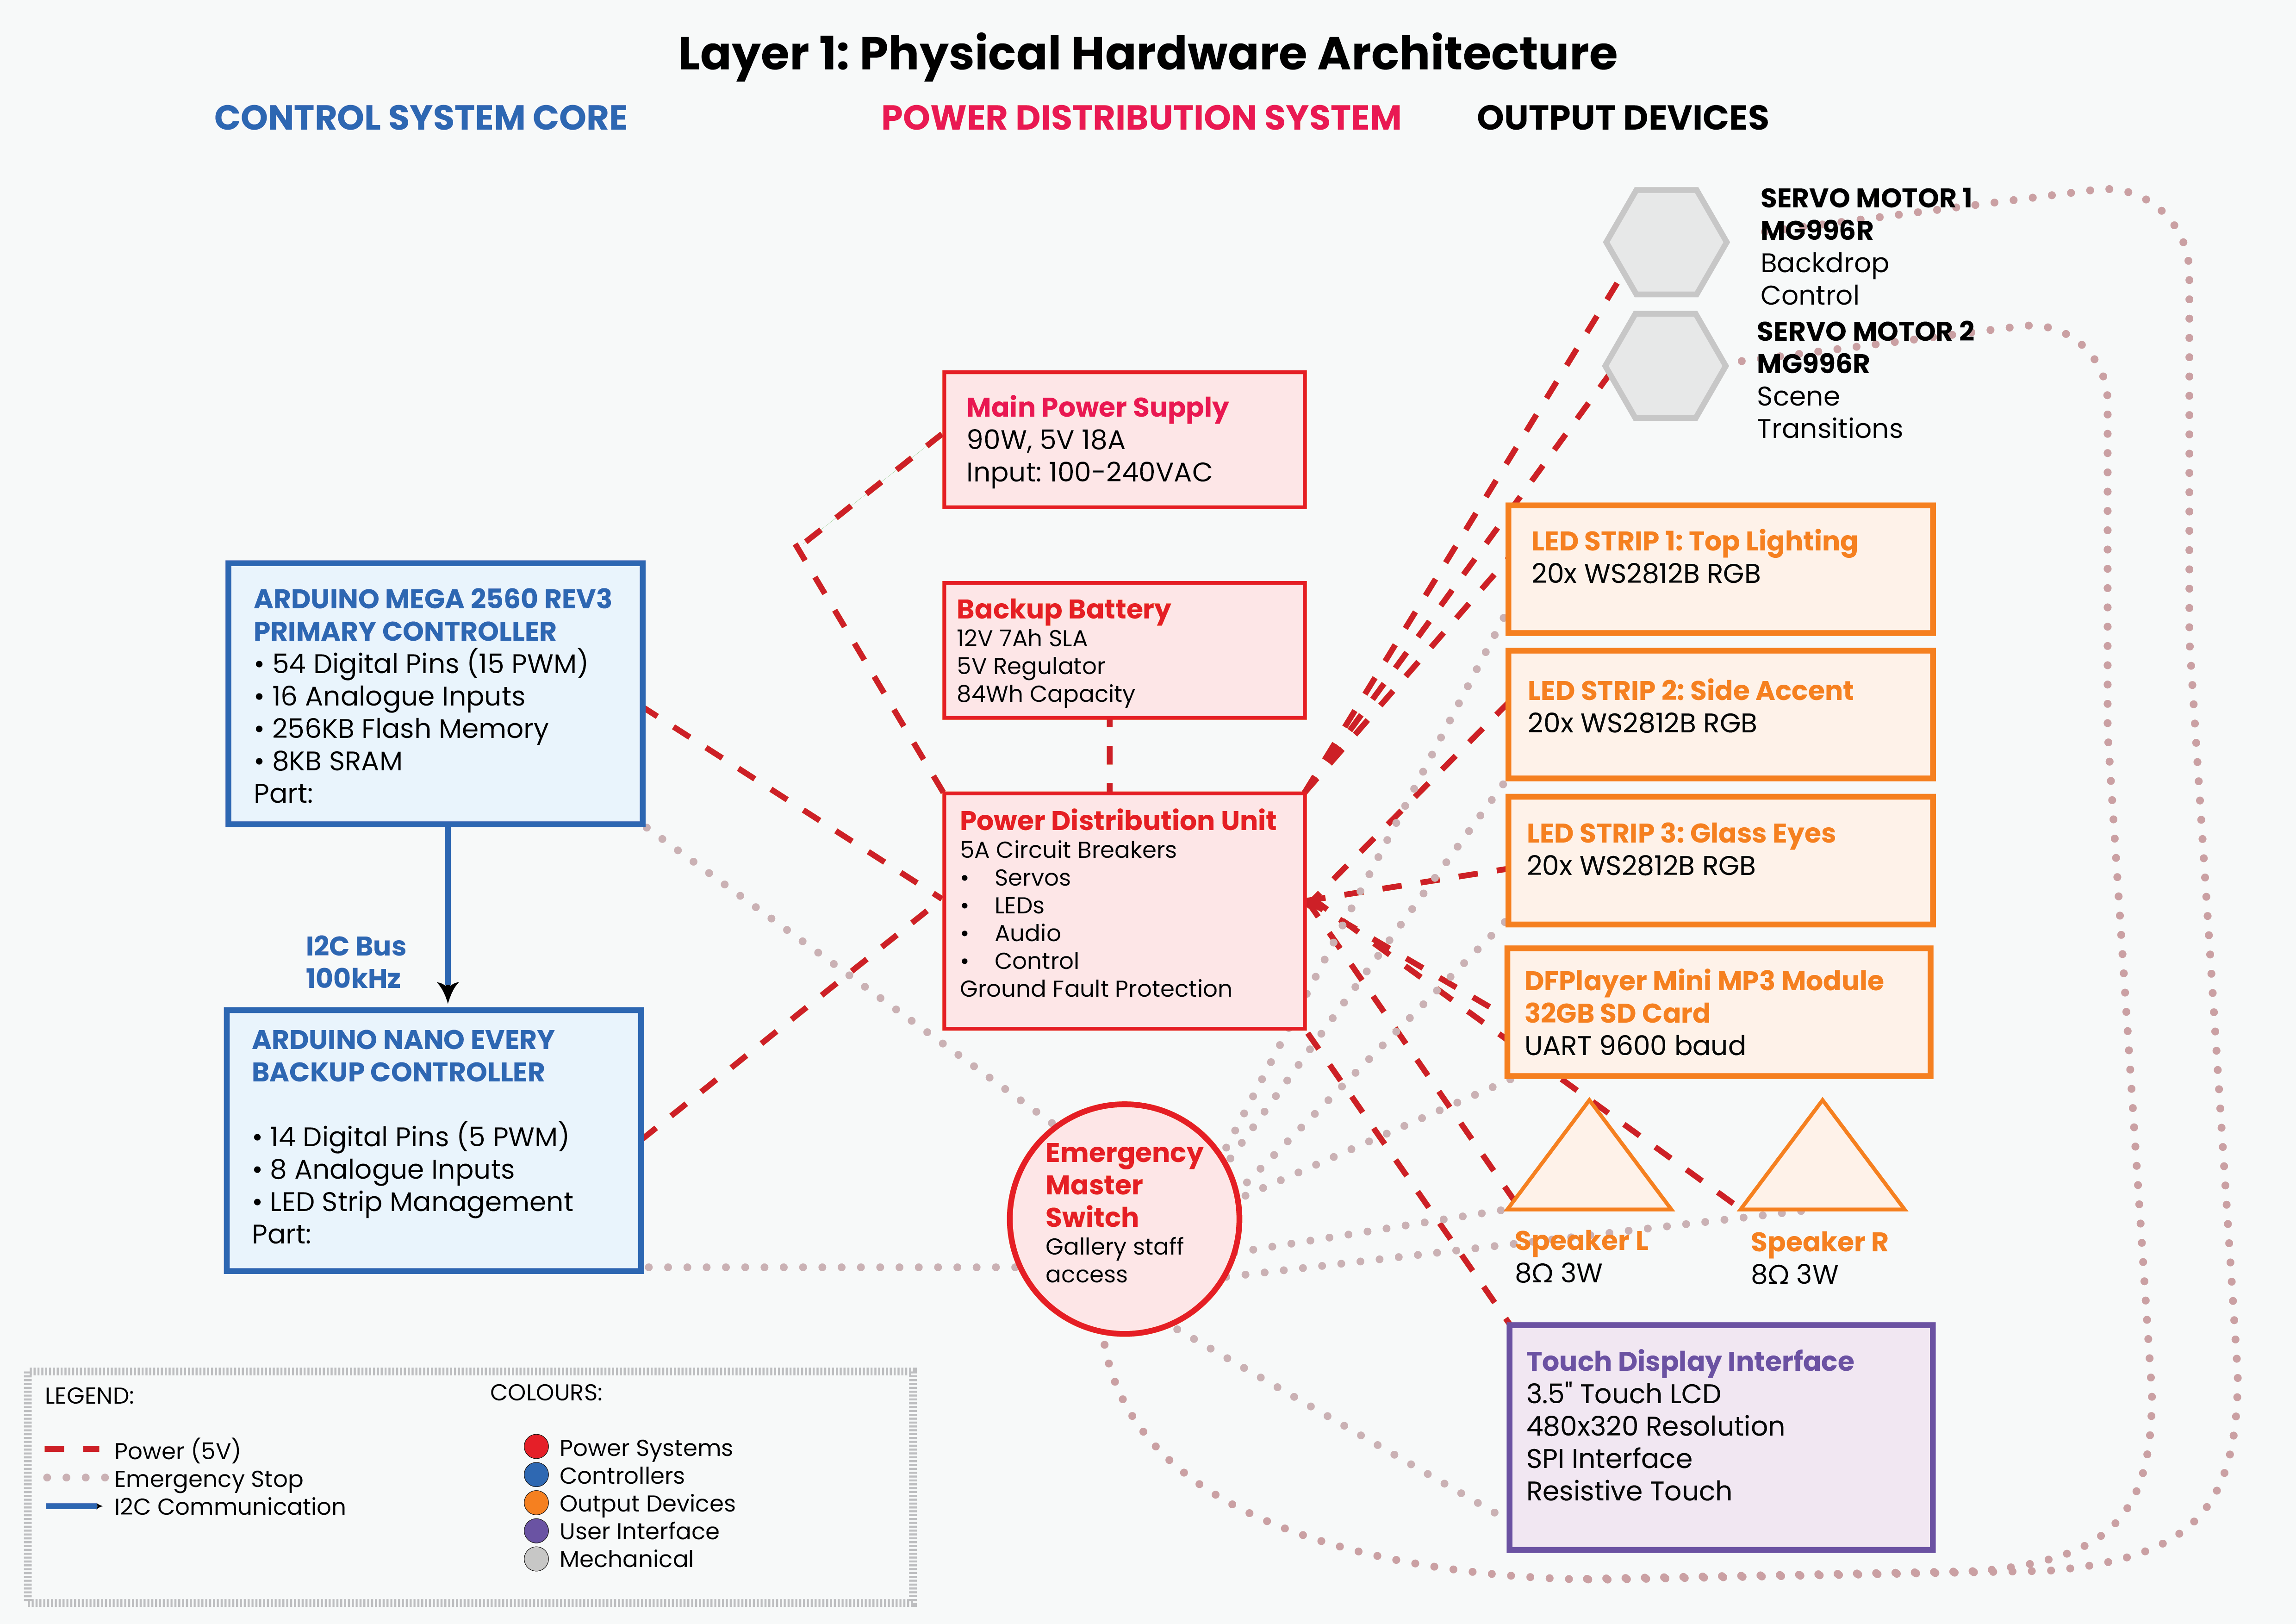 Layer 1: Physical Hardware Architecture
CONTROL SYSTEM CORE
POWER DISTRIBUTION SYSTEM
OUTPUT DEVICES
ARDUINO MEGA 2560 REV3
PRIMARY CONTROLLER
• 54 Digital Pins (15 PWM)
• 16 Analogue Inputs
• 256KB Flash Memory
• 8KB SRAM
Part:
I2C Bus
100kHz
ARDUINO NANO EVERY
BACKUP CONTROLLER
• 14 Digital Pins (5 PWM)
• 8 Analogue Inputs
• LED Strip Management
Part:
Main Power Supply
90W, 5V 18A
Input: 100-240VAC
Backup Battery
12V 7Ah SLA
5V Regulator
84Wh Capacity
Power Distribution Unit
5A Circuit Breakers
• Servos
• LEDs
• Audio
• Control
Ground Fault Protection
Emergency
Master
Switch
Gallery staff
access
SERVO MOTOR 1
MG996R
Backdrop
Control
SERVO MOTOR 2
MG996R
Scene
Transitions
LED STRIP 1: Top Lighting
20x WS2812B RGB
LED STRIP 2: Side Accent
20x WS2812B RGB
LED STRIP 3: Glass Eyes
20x WS2812B RGB
DFPlayer Mini MP3 Module
32GB SD Card
UART 9600 baud
Speaker L
8Ω 3W
Speaker R
8Ω 3W
Touch Display Interface
3.5" Touch LCD
480x320 Resolution
SPI Interface
Resistive Touch
LEGEND:
Power (5V)
Emergency Stop
I2C Communication
COLOURS:
Power Systems
Controllers
Output Devices
User Interface
Mechanical